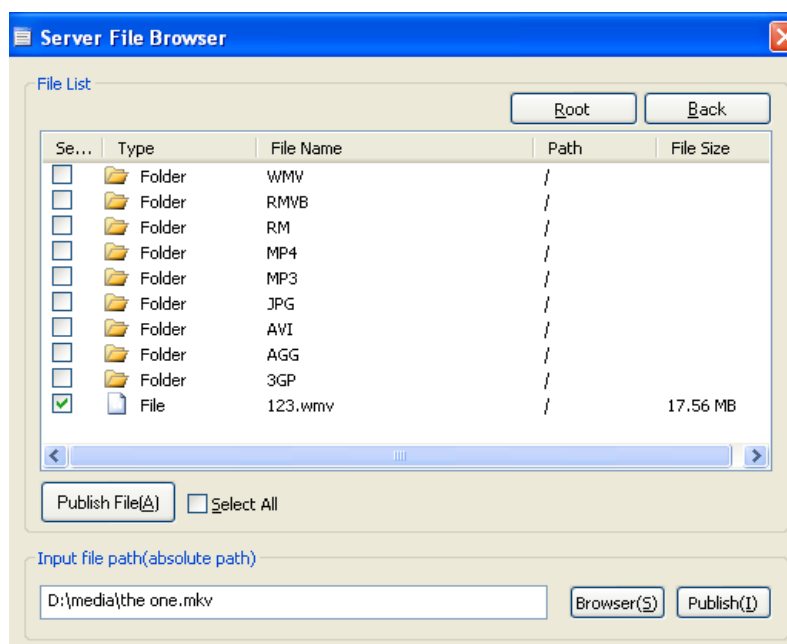 Server File Browser
File List
Root Back
Se... Type File Name Path File Size
Folder WMV /
Folder RMVB /
Folder RM /
Folder MP4 /
Folder MP3 /
Folder JPG /
Folder AVI /
Folder AGG /
Folder 3GP /
File 123.wmv / 17.56 MB
Publish File(A) Select All
Input file path(absolute path)
D:\media\the one.mkv Browser(S) Publish(I)